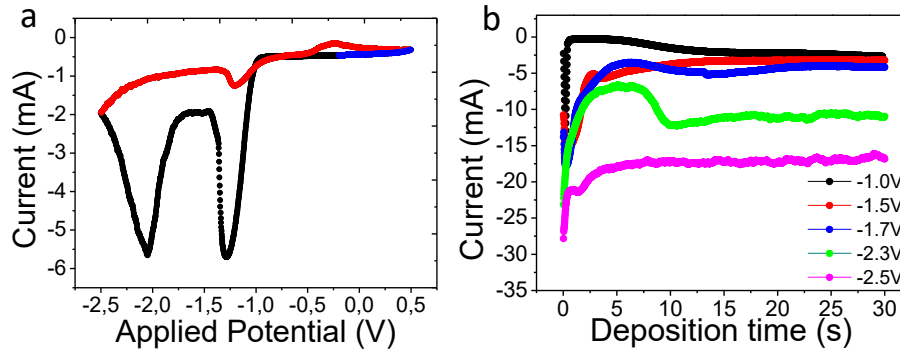 a
0
-1
-2
-3
-4
-5
-6
Current (mA)
-2,5 -2,0 -1,5 -1,0 -0,5 0,0 0,5
Applied Potential (V)
b
0
-5
-10
-15
-20
-25
-30
-35
Current (mA)
0 5 10 15 20 25 30
Deposition time (s)
-1.0V
-1.5V
-1.7V
-2.3V
-2.5V